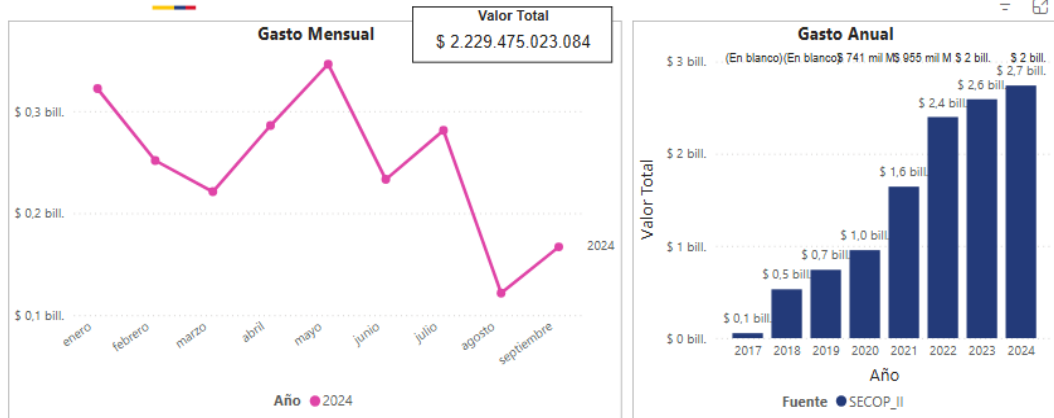 Gasto Mensual
Valor Total
$ 2.229.475.023.084
$ 0,3 bill.
$ 0,2 bill.
$ 0,1 bill.
2024
enero
febrero
marzo
abril
mayo
junio
julio
agosto
septiembre
Año 2024
Gasto Anual
(En blanco) (En blanco) $ 741 mil M $ 955 mil M $ 2 bill. $ 2 bill.
$ 3 bill.
$ 2 bill.
$ 1 bill.
$ 0 bill.
Valor Total
$ 0,1 bill.
$ 0,5 bill.
$ 0,7 bill.
$ 1,0 bill.
$ 1,6 bill.
$ 2,4 bill.
$ 2,6 bill.
$ 2,7 bill.
2017 2018 2019 2020 2021 2022 2023 2024
Año
Fuente SECOP_II